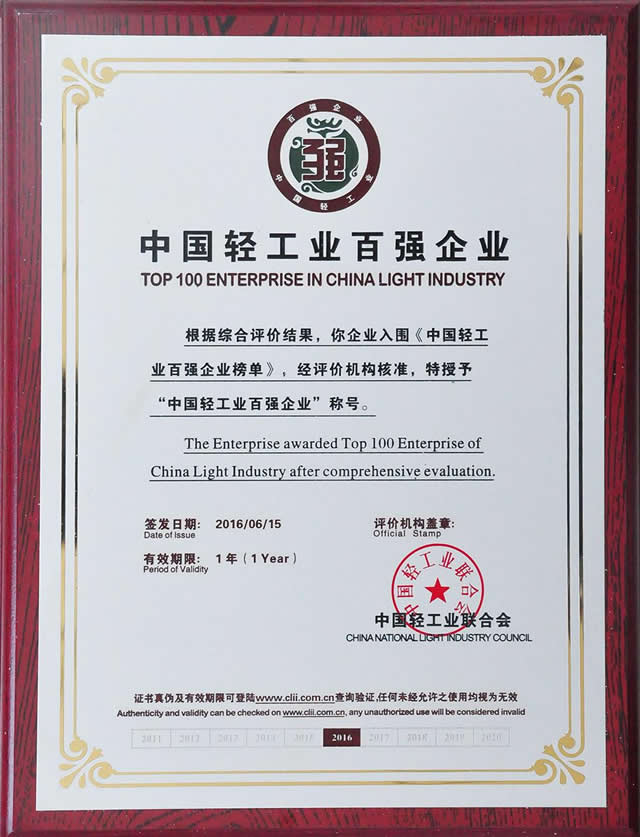 百强企业
强
中国轻工业
中国轻工业百强企业
TOP 100 ENTERPRISE IN CHINA LIGHT INDUSTRY
根据综合评价结果，你企业入围《中国轻工
业百强企业榜单》，经评价机构核准，特授予
“中国轻工业百强企业”称号。
The Enterprise awarded Top 100 Enterprise of
China Light Industry after comprehensive evaluation.
签发日期： 2016/06/15 评价机构盖章：
Date of Issue Official Stamp
有效期限： 1 年（1 Year）
Period of Validity
中国轻工业联合会
中国轻工业联合会
CHINA NATIONAL LIGHT INDUSTRY COUNCIL
证书真伪及有效期限可登陆www.clii.com.cn查询验证,任何未经允许之使用均视为无效
Authenticity and validity can be checked on www.clii.com.cn, any unauthorized use will be considered invalid
2011 2012 2013 2014 2015 2016 2017 2018 2019 2020